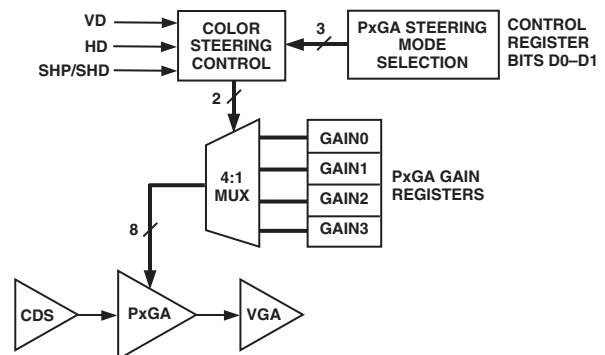 VD
HD
SHP/SHD
COLOR
STEERING
CONTROL
3
PxGA STEERING
MODE
SELECTION
CONTROL
REGISTER
BITS D0–D1
2
4:1
MUX
GAIN0
GAIN1
GAIN2
GAIN3
PxGA GAIN
REGISTERS
8
CDS
PxGA
VGA